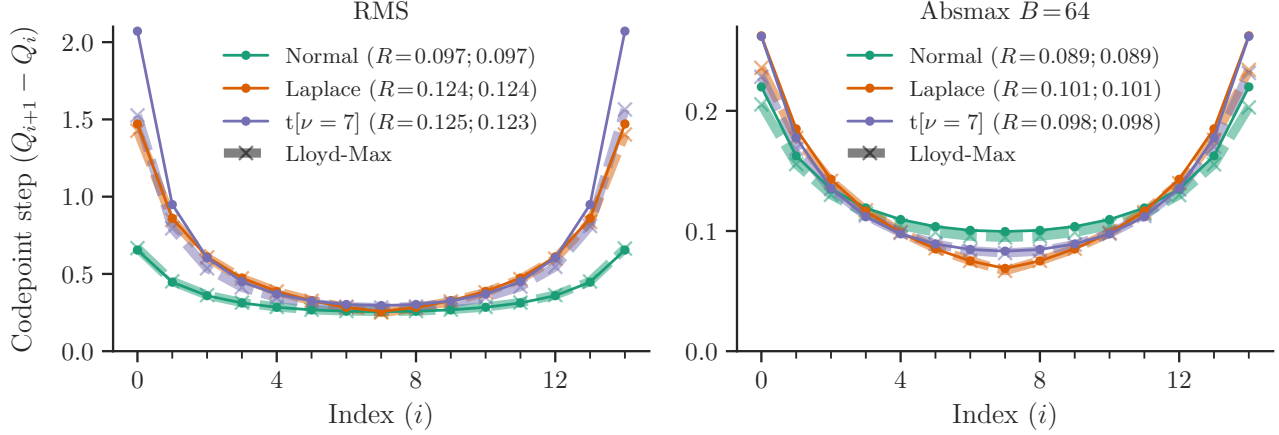 RMS
Codepoint step (Q_{i+1} − Q_i)
2.0
1.5
1.0
0.5
0.0
Normal (R=0.097; 0.097)
Laplace (R=0.124; 0.124)
t[ν = 7] (R=0.125; 0.123)
Lloyd-Max
0 4 8 12
Index (i)
Absmax B=64
0.2
0.1
0.0
Normal (R=0.089; 0.089)
Laplace (R=0.101; 0.101)
t[ν = 7] (R=0.098; 0.098)
Lloyd-Max
0 4 8 12
Index (i)